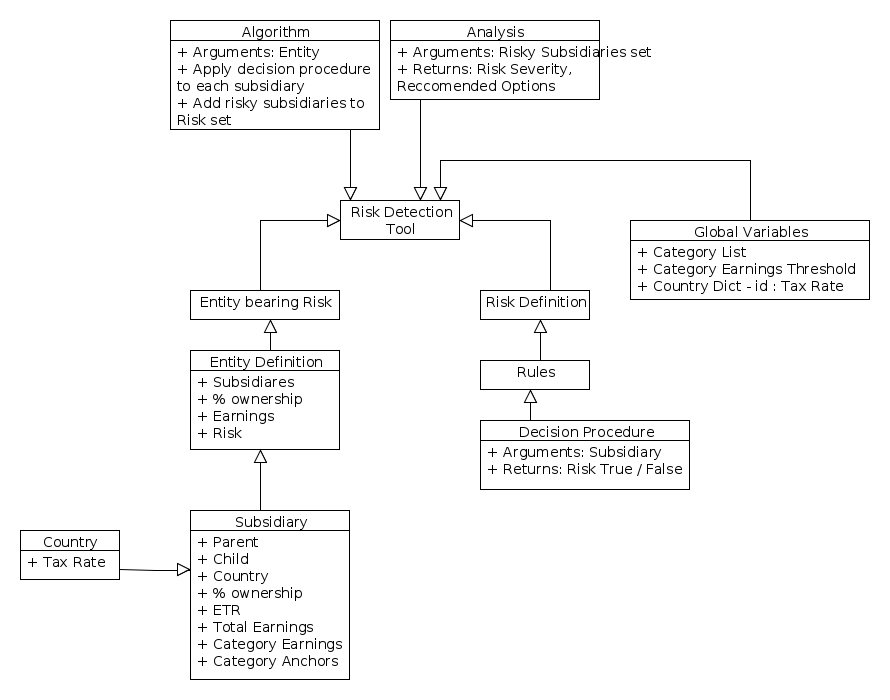 Algorithm
+ Arguments: Entity
+ Apply decision procedure
to each subsidiary
+ Add risky subsidiaries to
Risk set
Analysis
+ Arguments: Risky Subsidiaries set
+ Returns: Risk Severity,
Reccomended Options
Risk Detection
Tool
Global Variables
+ Category List
+ Category Earnings Threshold
+ Country Dict - id : Tax Rate
Entity bearing Risk
Risk Definition
Entity Definition
+ Subsidiares
+ % ownership
+ Earnings
+ Risk
Rules
Decision Procedure
+ Arguments: Subsidiary
+ Returns: Risk True / False
Country
+ Tax Rate
Subsidiary
+ Parent
+ Child
+ Country
+ % ownership
+ ETR
+ Total Earnings
+ Category Earnings
+ Category Anchors